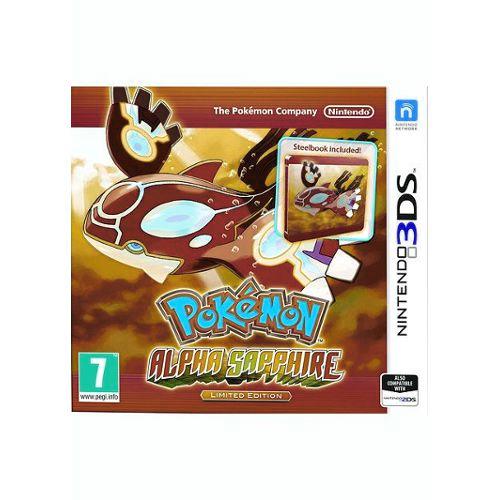 The Pokémon Company
Nintendo
NINTENDO
NETWORK
Steelbook included!
NINTENDO 3DS
POKéMON
ALPHA SAPPHIRE
LIMITED EDITION
7
www.pegi.info
ALSO
COMPATIBLE
WITH
NINTENDO 2DS